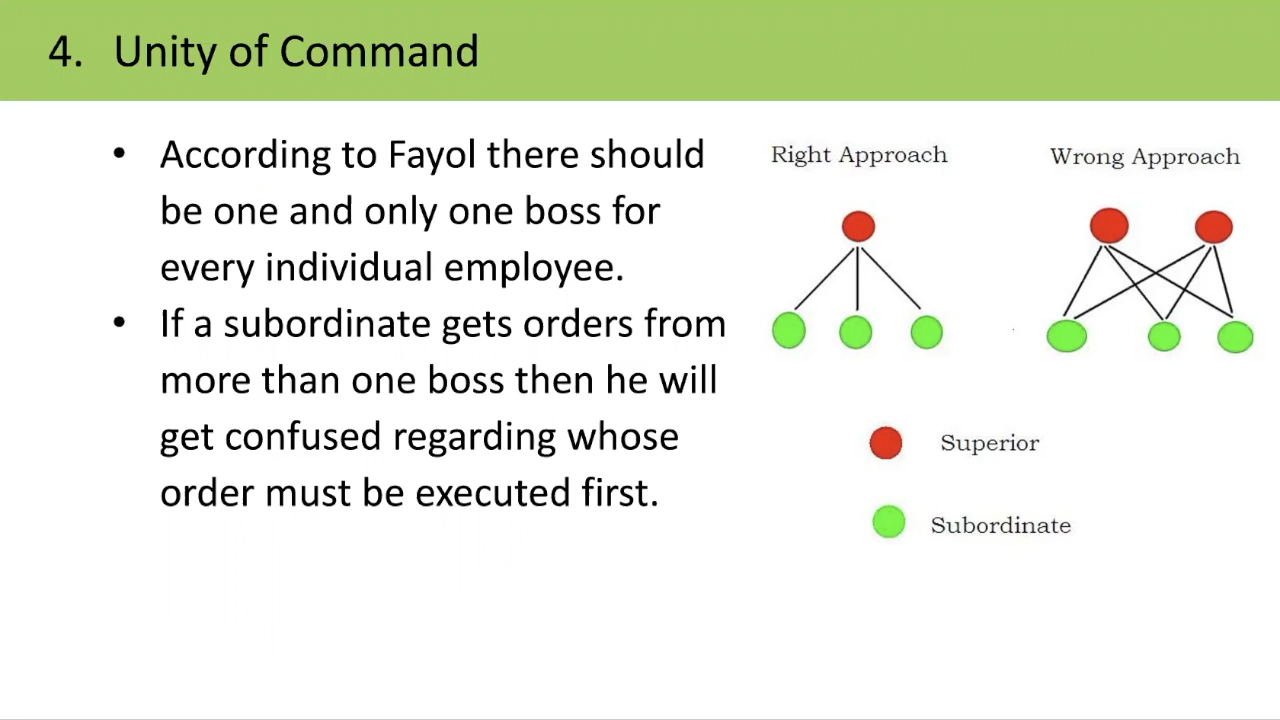 4. Unity of Command
• According to Fayol there should
be one and only one boss for
every individual employee.
• If a subordinate gets orders from
more than one boss then he will
get confused regarding whose
order must be executed first.
Right Approach
Wrong Approach
Superior
Subordinate